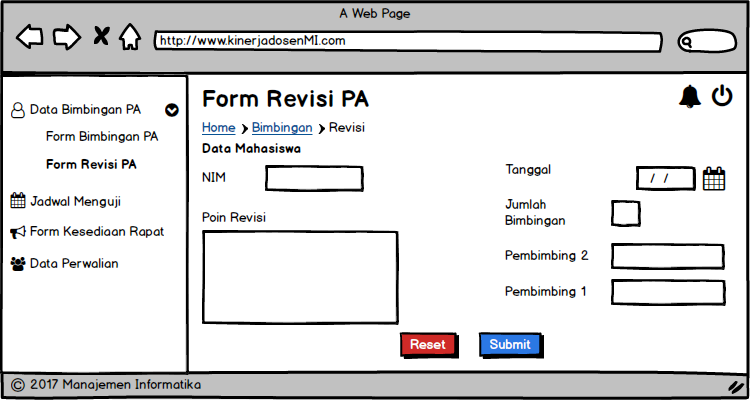 A Web Page
http://www.kinerjadosenMI.com
Data Bimbingan PA
Form Bimbingan PA
Form Revisi PA
Jadwal Menguji
Form Kesediaan Rapat
Data Perwalian
Form Revisi PA
Home Bimbingan Revisi
Data Mahasiswa
NIM
Poin Revisi
Tanggal
/ /
Jumlah
Bimbingan
Pembimbing 2
Pembimbing 1
Reset Submit
© 2017 Manajemen Informatika